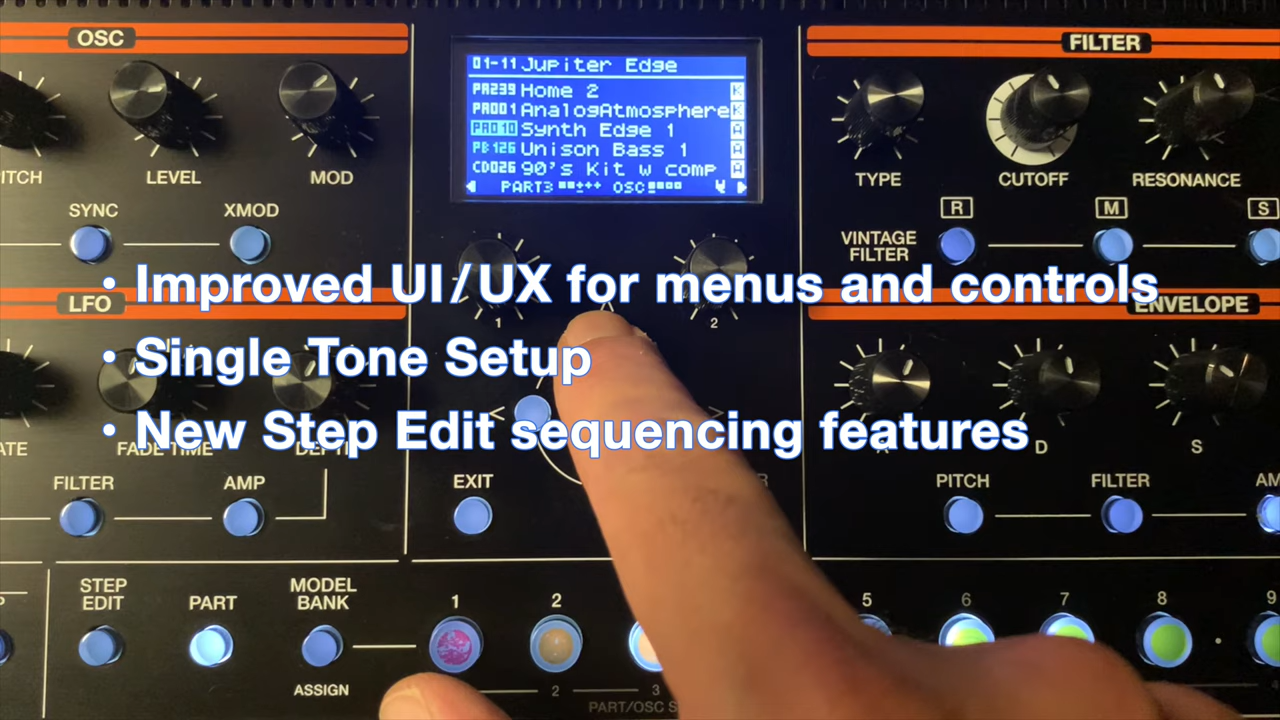 OSC
FILTER
01-11 Jupiter Edge
PA239 Home 2 K
PA001 AnalogAtmosphere K
PA010 Synth Edge 1 A
PB:126 Unison Bass 1 A
CD026 90's Kit w comp A
PART3 OSC
PITCH
LEVEL
MOD
TYPE
CUTOFF
RESONANCE
SYNC
XMOD
R
M
S
VINTAGE
FILTER
• Improved UI/UX for menus and controls
LFO
ENVELOPE
1
2
• Single Tone Setup
<
>
• New Step Edit sequencing features
FADE TIME
D
S
FILTER
AMP
EXIT
PITCH
FILTER
STEP
EDIT
PART
MODEL
BANK
1
2
5
6
7
8
9
ASSIGN
2
3
PART/OSC